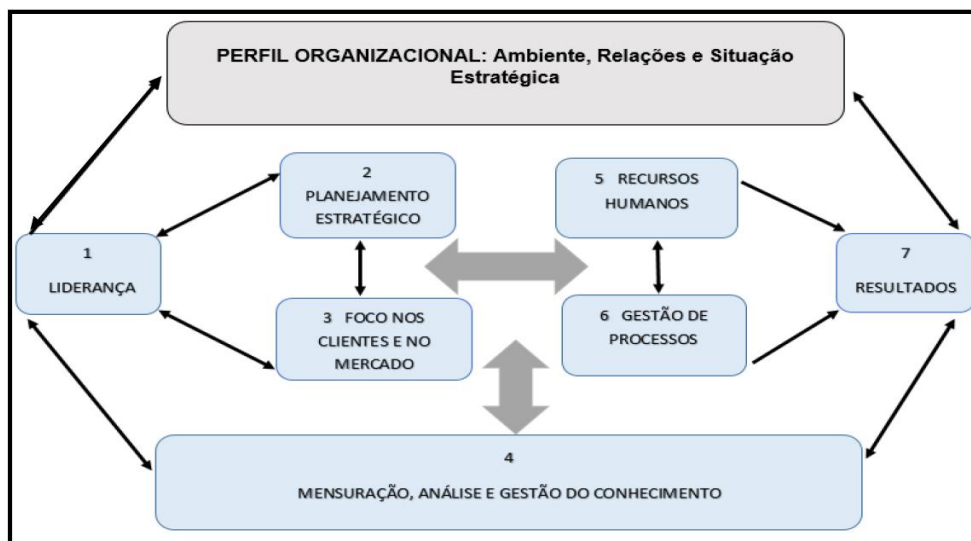 PERFIL ORGANIZACIONAL: Ambiente, Relações e Situação
Estratégica
2
PLANEJAMENTO
ESTRATÉGICO
5 RECURSOS
HUMANOS
1
LIDERANÇA
7
RESULTADOS
3 FOCO NOS
CLIENTES E NO
MERCADO
6 GESTÃO DE
PROCESSOS
4
MENSURAÇÃO, ANÁLISE E GESTÃO DO CONHECIMENTO